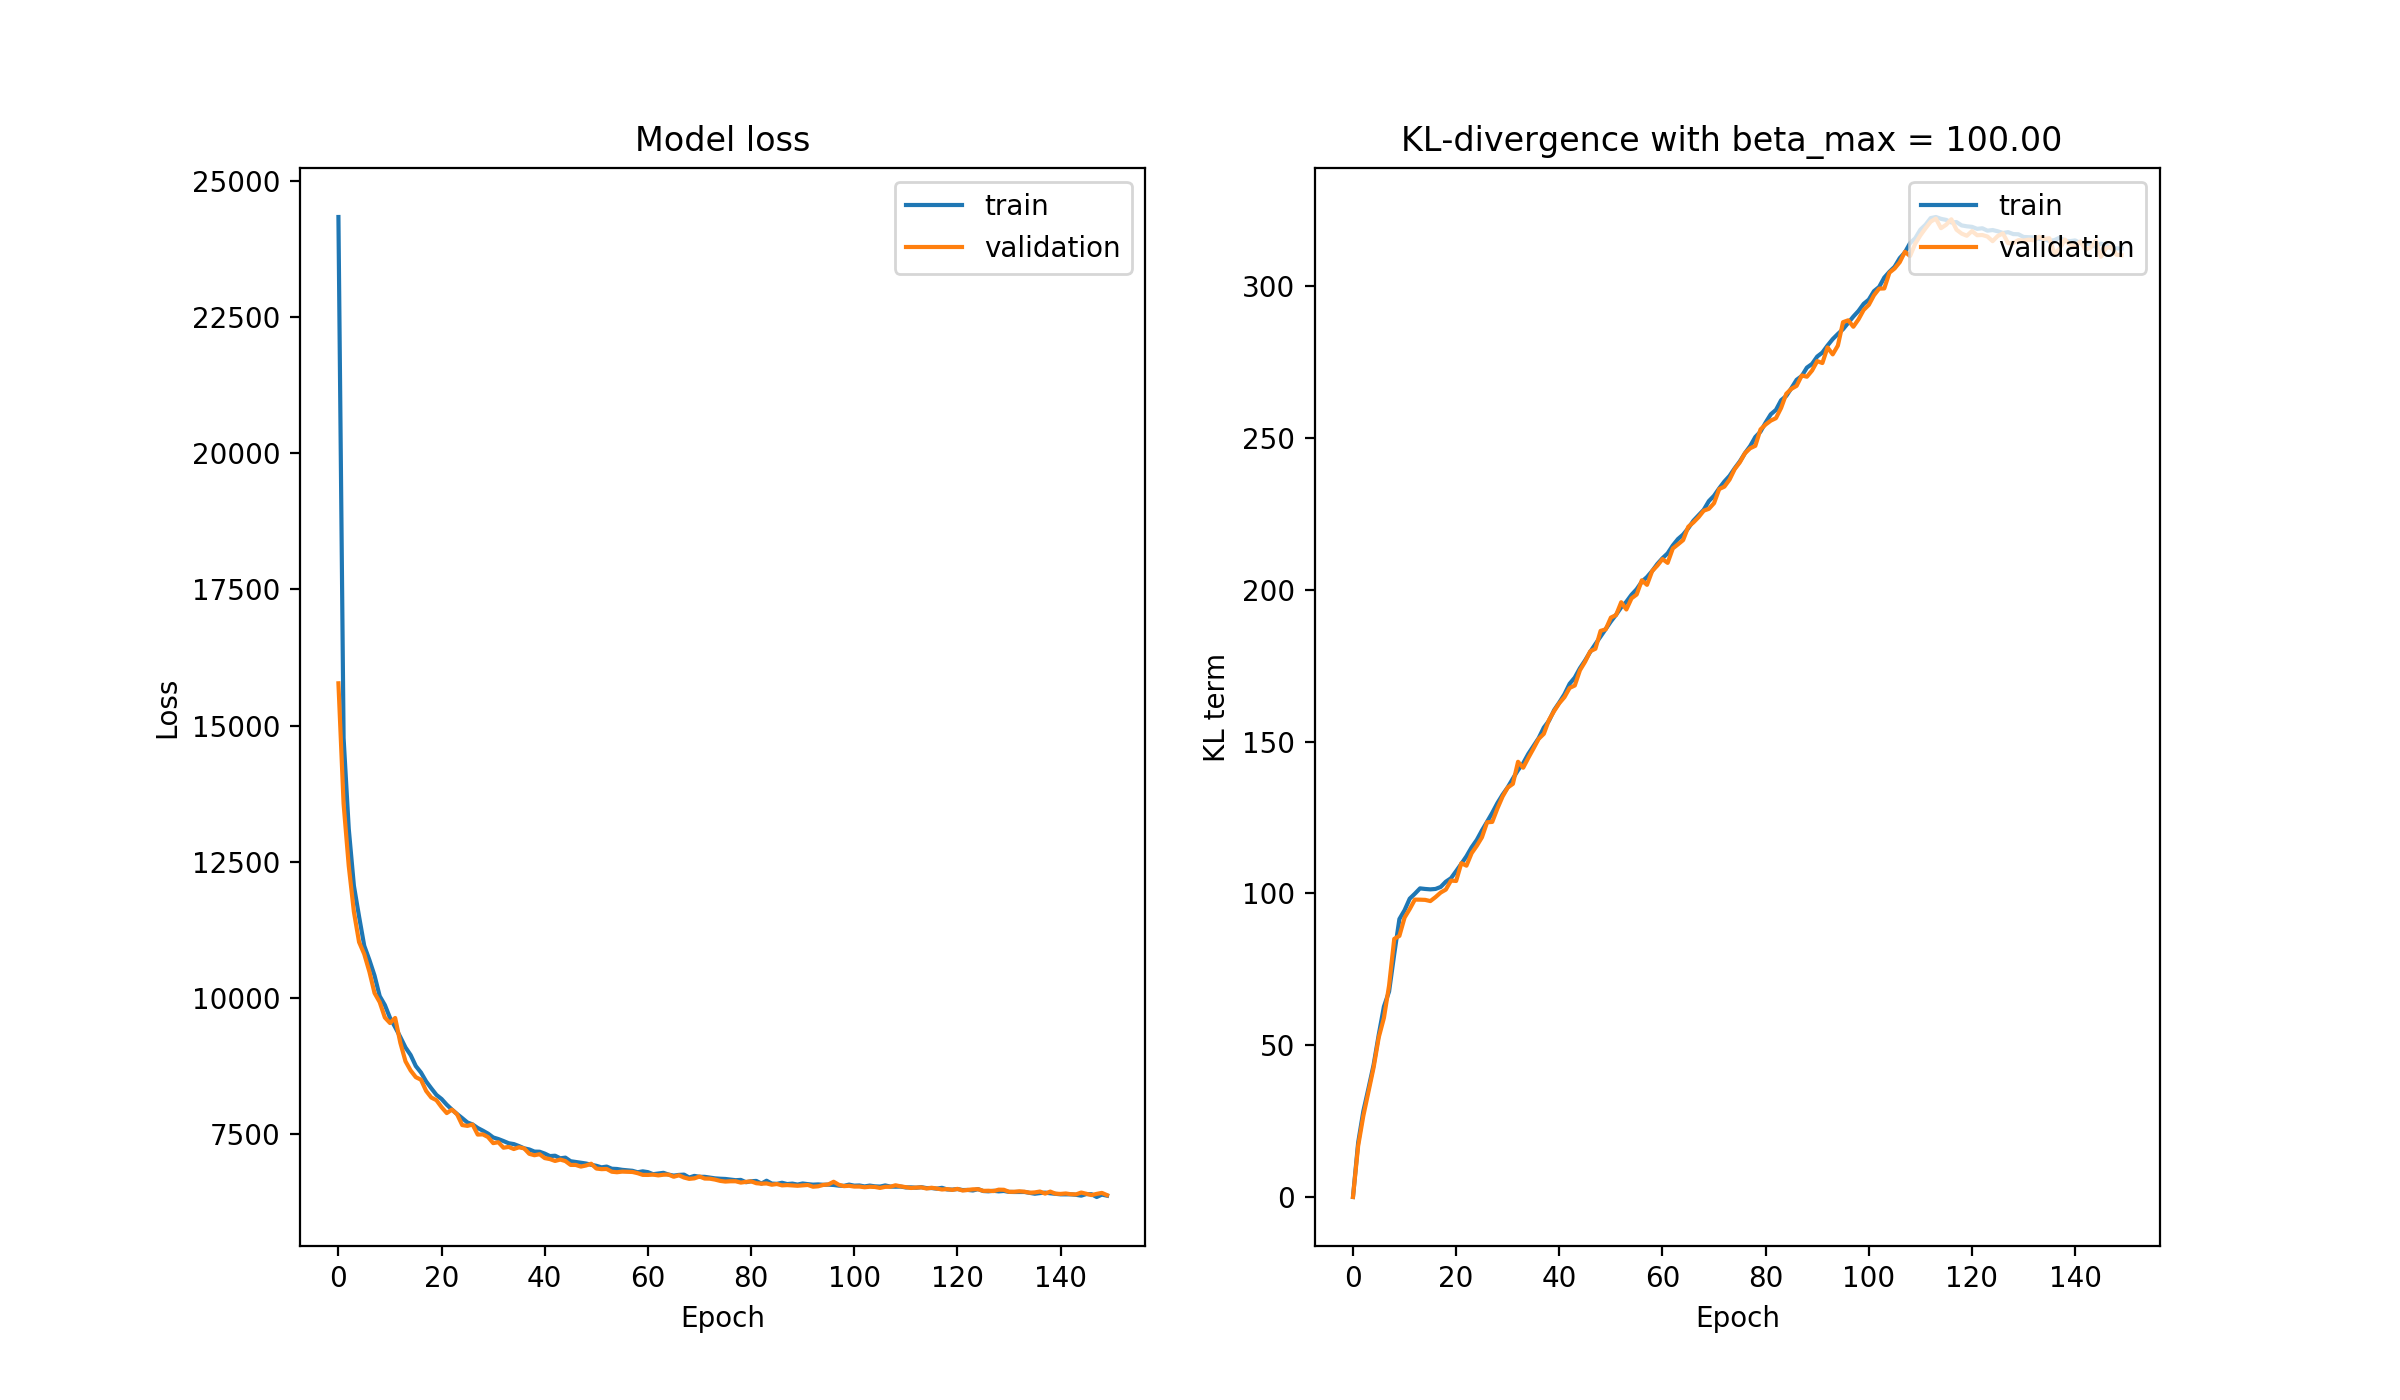 Model loss
25000
22500
20000
17500
15000
12500
10000
7500
Loss
train
validation
0 20 40 60 80 100 120 140
Epoch
KL-divergence with beta_max = 100.00
300
250
200
150
100
50
0
KL term
train
validation
0 20 40 60 80 100 120 140
Epoch